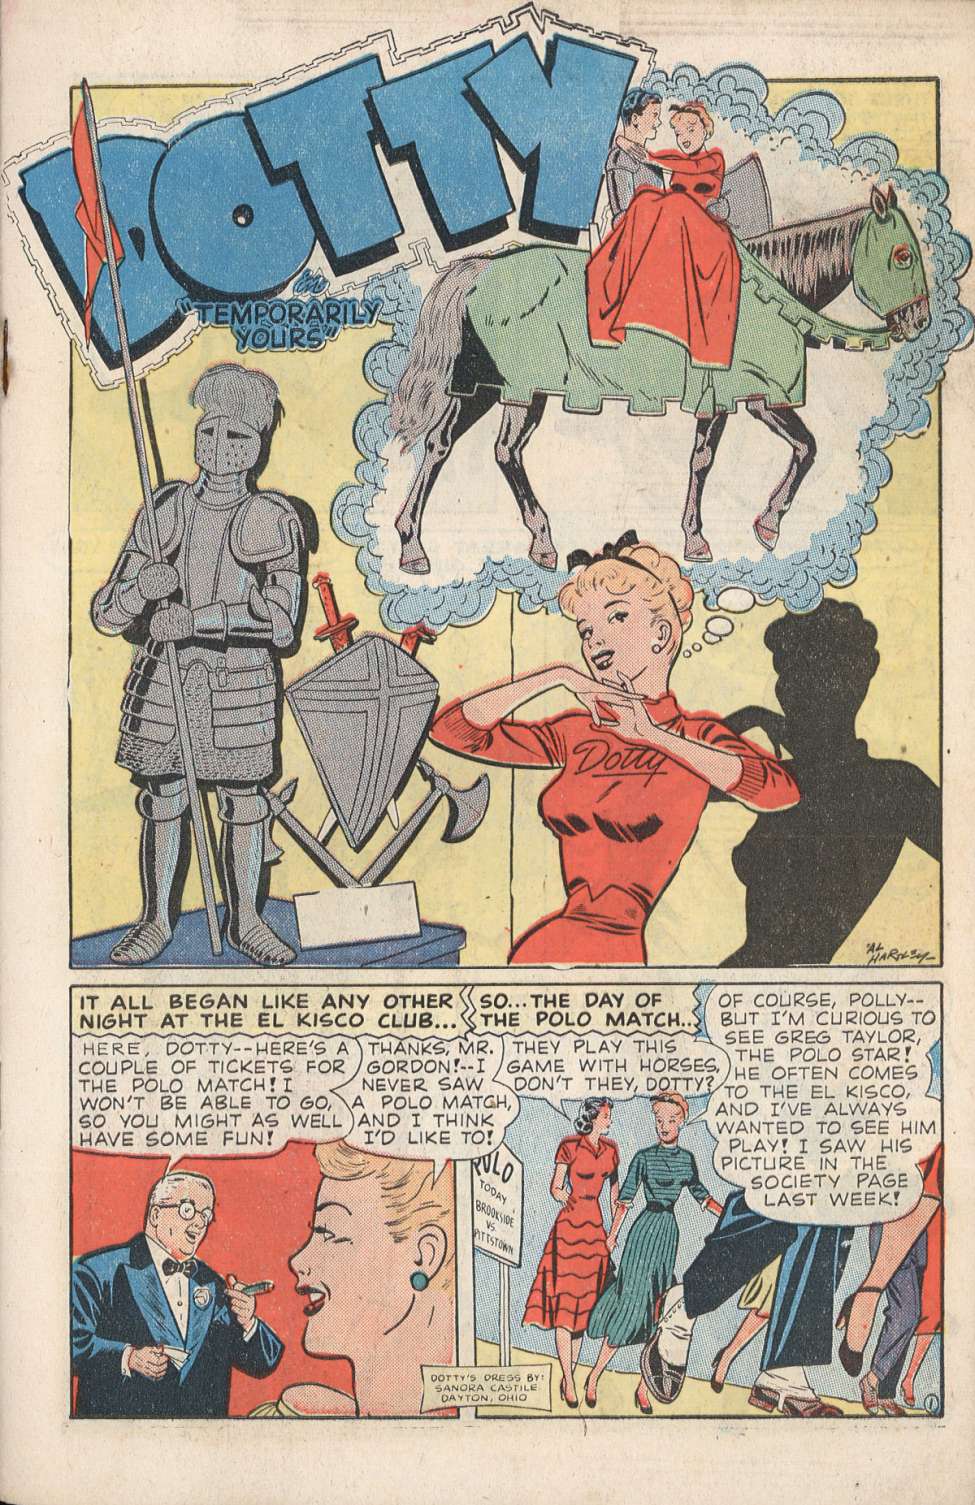 DOTTY
in
"TEMPORARILY
YOURS"
Dotty
'AL
HARTLEY
IT ALL BEGAN LIKE ANY OTHER
NIGHT AT THE EL KISCO CLUB...
HERE, DOTTY--HERE'S A
COUPLE OF TICKETS FOR
THE POLO MATCH! I
WON'T BE ABLE TO GO,
SO YOU MIGHT AS WELL
HAVE SOME FUN!
THANKS, MR.
GORDON!--I
NEVER SAW
A POLO MATCH,
AND I THINK
I'D LIKE TO!
SO...THE DAY OF
THE POLO MATCH...
THEY PLAY THIS
GAME WITH HORSES,
DON'T THEY, DOTTY?
OF COURSE, POLLY--
BUT I'M CURIOUS TO
SEE GREG TAYLOR,
THE POLO STAR!
HE OFTEN COMES
TO THE EL KISCO,
AND I'VE ALWAYS
WANTED TO SEE HIM
PLAY! I SAW HIS
PICTURE IN THE
SOCIETY PAGE
LAST WEEK!
POLO
TODAY
BROOKSIDE
VS.
PITTSTOWN
DOTTY'S DRESS BY:
SANDRA CASTILE
DAYTON, OHIO
1